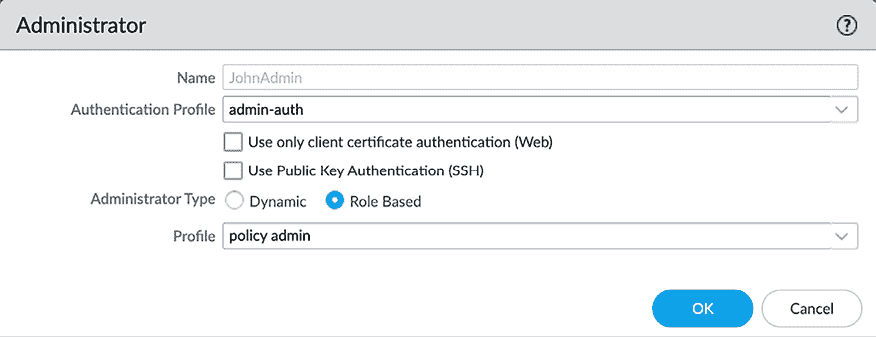 Administrator ?
Name JohnAdmin
Authentication Profile admin-auth
Use only client certificate authentication (Web)
Use Public Key Authentication (SSH)
Administrator Type Dynamic Role Based
Profile policy admin
OK Cancel